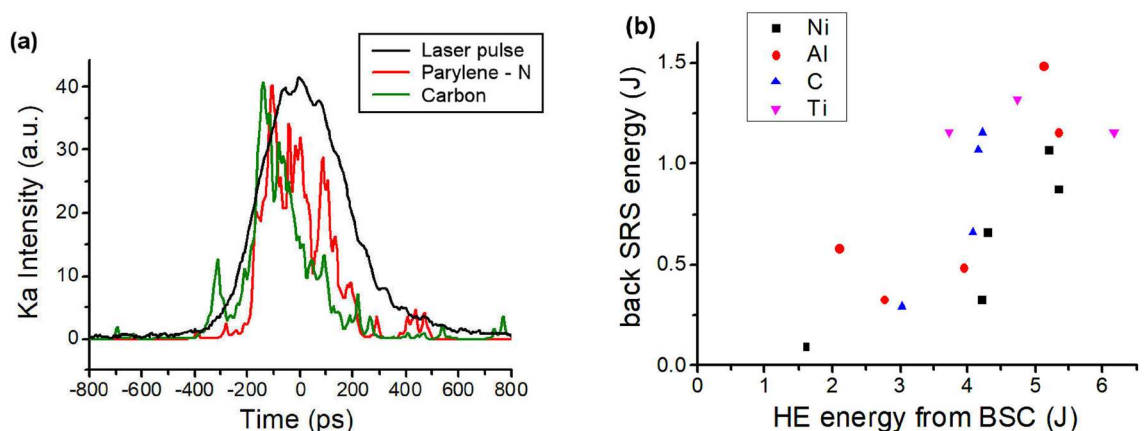 (a)
Laser pulse
Parylene - N
Carbon
Ka Intensity (a.u.)
40
30
20
10
0
-800 -600 -400 -200 0 200 400 600 800
Time (ps)
(b)
Ni
Al
C
Ti
back SRS energy (J)
1.5
1.0
0.5
0.0
0 1 2 3 4 5 6
HE energy from BSC (J)